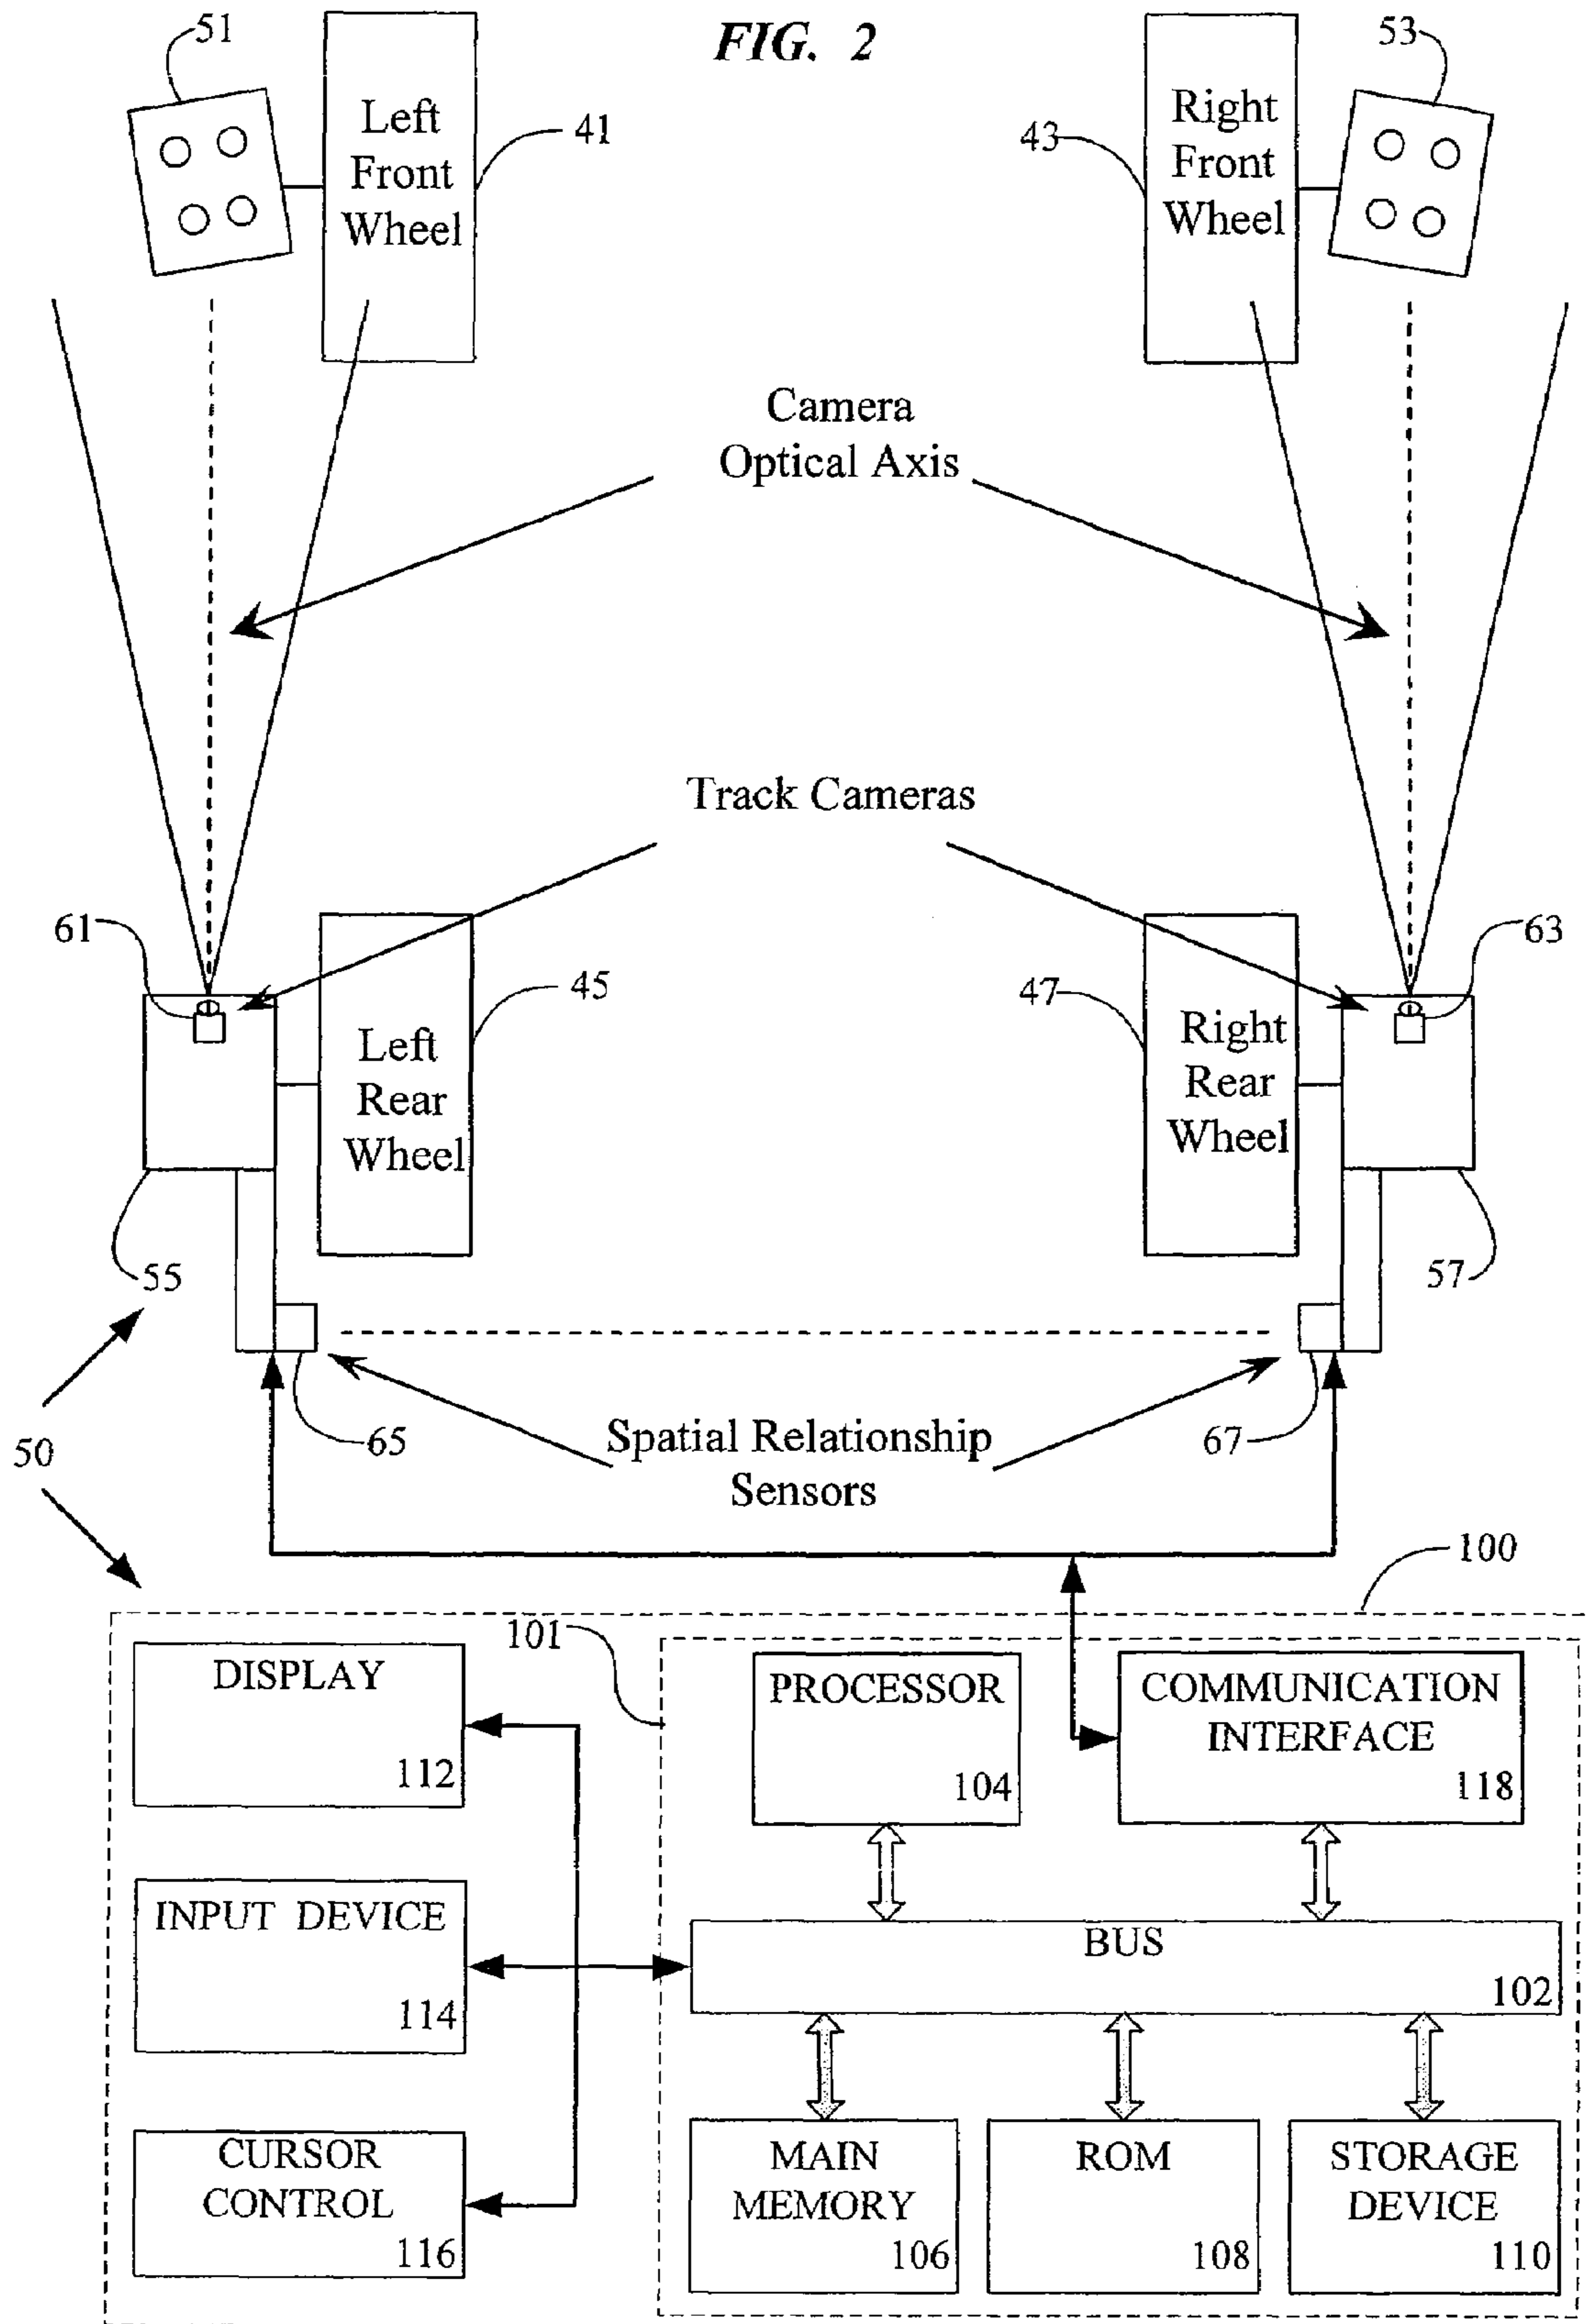 FIG. 2
51
53
Left
Front
Wheel
41
43
Right
Front
Wheel
Camera
Optical Axis
Track Cameras
61
63
45
47
Left
Rear
Wheel
Right
Rear
Wheel
55
57
50
65
67
Spatial Relationship
Sensors
100
101
DISPLAY
112
PROCESSOR
104
COMMUNICATION
INTERFACE
118
INPUT DEVICE
114
BUS
102
CURSOR
CONTROL
116
MAIN
MEMORY
106
ROM
108
STORAGE
DEVICE
110